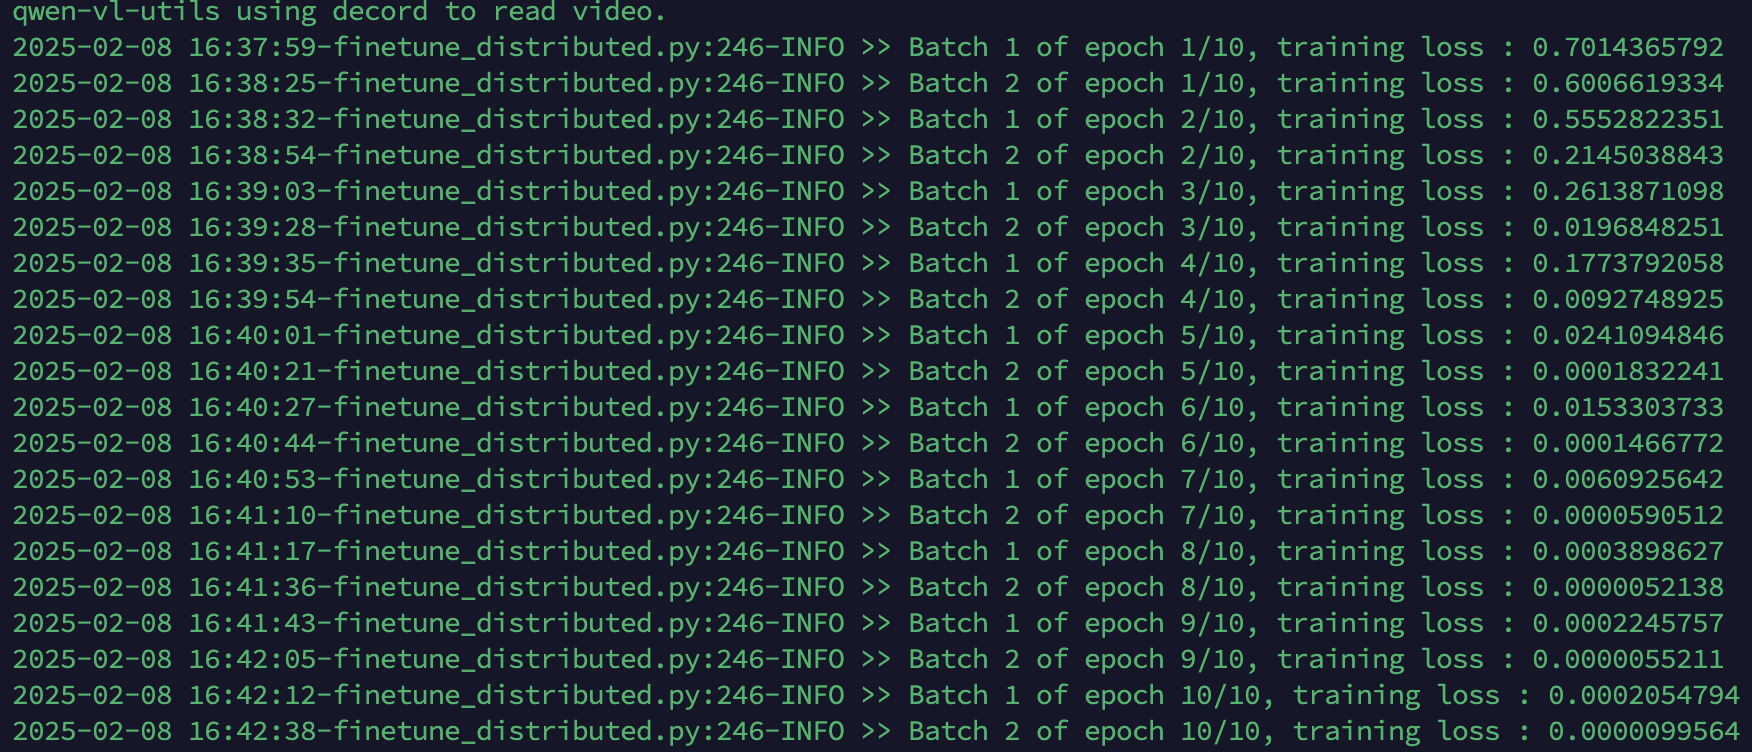 qwen-vl-utils using decord to read video.
2025-02-08 16:37:59-finetune_distributed.py:246-INFO >> Batch 1 of epoch 1/10, training loss : 0.7014365792
2025-02-08 16:38:25-finetune_distributed.py:246-INFO >> Batch 2 of epoch 1/10, training loss : 0.6006619334
2025-02-08 16:38:32-finetune_distributed.py:246-INFO >> Batch 1 of epoch 2/10, training loss : 0.5552822351
2025-02-08 16:38:54-finetune_distributed.py:246-INFO >> Batch 2 of epoch 2/10, training loss : 0.2145038843
2025-02-08 16:39:03-finetune_distributed.py:246-INFO >> Batch 1 of epoch 3/10, training loss : 0.2613871098
2025-02-08 16:39:28-finetune_distributed.py:246-INFO >> Batch 2 of epoch 3/10, training loss : 0.0196848251
2025-02-08 16:39:35-finetune_distributed.py:246-INFO >> Batch 1 of epoch 4/10, training loss : 0.1773792058
2025-02-08 16:39:54-finetune_distributed.py:246-INFO >> Batch 2 of epoch 4/10, training loss : 0.0092748925
2025-02-08 16:40:01-finetune_distributed.py:246-INFO >> Batch 1 of epoch 5/10, training loss : 0.0241094846
2025-02-08 16:40:21-finetune_distributed.py:246-INFO >> Batch 2 of epoch 5/10, training loss : 0.0001832241
2025-02-08 16:40:27-finetune_distributed.py:246-INFO >> Batch 1 of epoch 6/10, training loss : 0.0153303733
2025-02-08 16:40:44-finetune_distributed.py:246-INFO >> Batch 2 of epoch 6/10, training loss : 0.0001466772
2025-02-08 16:40:53-finetune_distributed.py:246-INFO >> Batch 1 of epoch 7/10, training loss : 0.0060925642
2025-02-08 16:41:10-finetune_distributed.py:246-INFO >> Batch 2 of epoch 7/10, training loss : 0.0000590512
2025-02-08 16:41:17-finetune_distributed.py:246-INFO >> Batch 1 of epoch 8/10, training loss : 0.0003898627
2025-02-08 16:41:36-finetune_distributed.py:246-INFO >> Batch 2 of epoch 8/10, training loss : 0.0000052138
2025-02-08 16:41:43-finetune_distributed.py:246-INFO >> Batch 1 of epoch 9/10, training loss : 0.0002245757
2025-02-08 16:42:05-finetune_distributed.py:246-INFO >> Batch 2 of epoch 9/10, training loss : 0.0000055211
2025-02-08 16:42:12-finetune_distributed.py:246-INFO >> Batch 1 of epoch 10/10, training loss : 0.0002054794
2025-02-08 16:42:38-finetune_distributed.py:246-INFO >> Batch 2 of epoch 10/10, training loss : 0.0000099564